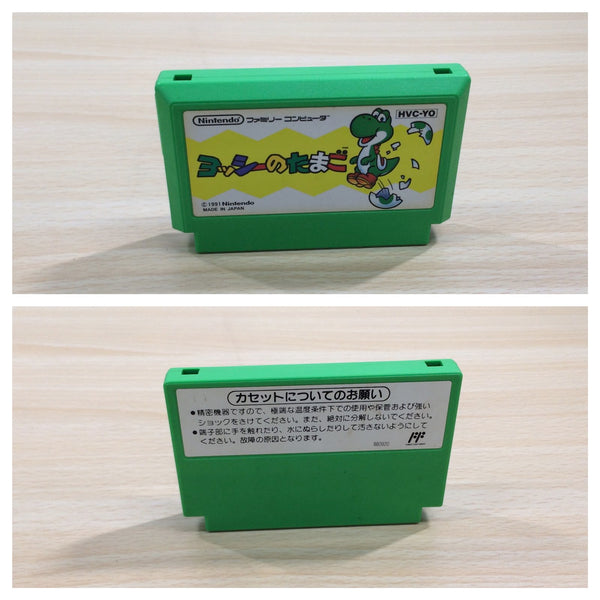 Nintendo ファミリー コンピュータ
HVC-YO
ヨッシーのたまご
©1991 Nintendo
MADE IN JAPAN
カセットについてのお願い
●精密機器ですので、極端な温度条件下での使用や保管および強い
ショックをさけてください。また、絶対に分解しないでください。
●端子部に手を触れたり、水にぬらしたりして汚さないようにして
ください。故障の原因となります。